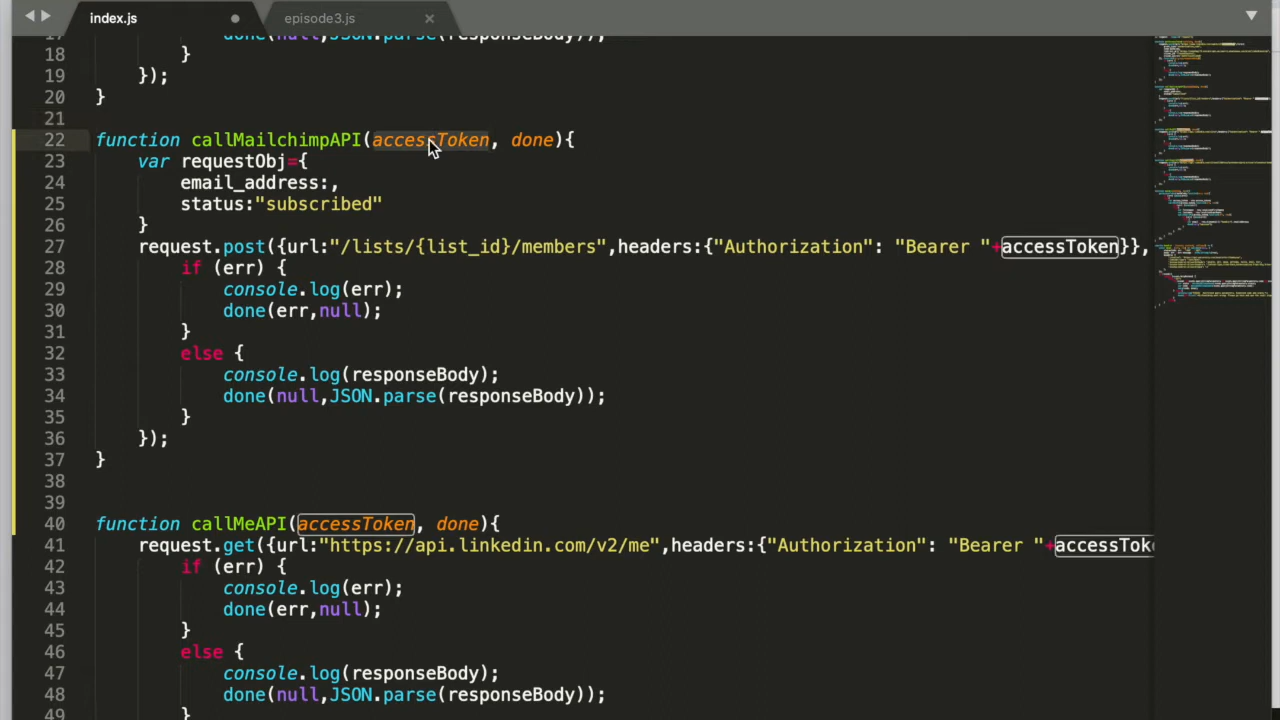 index.js
episode3.js
17 done(null,JSON.parse(responseBody));
18 }
19 });
20 }
21
22 function callMailchimpAPI(accessToken, done){
23 var requestObj={
24 email_address:,
25 status:"subscribed"
26 }
27 request.post({url:"/lists/{list_id}/members",headers:{"Authorization": "Bearer "+accessToken}},
28 if (err) {
29 console.log(err);
30 done(err,null);
31 }
32 else {
33 console.log(responseBody);
34 done(null,JSON.parse(responseBody));
35 }
36 });
37 }
38
39
40 function callMeAPI(accessToken, done){
41 request.get({url:"https://api.linkedin.com/v2/me",headers:{"Authorization": "Bearer "+accessToke
42 if (err) {
43 console.log(err);
44 done(err,null);
45 }
46 else {
47 console.log(responseBody);
48 done(null,JSON.parse(responseBody));
49 }